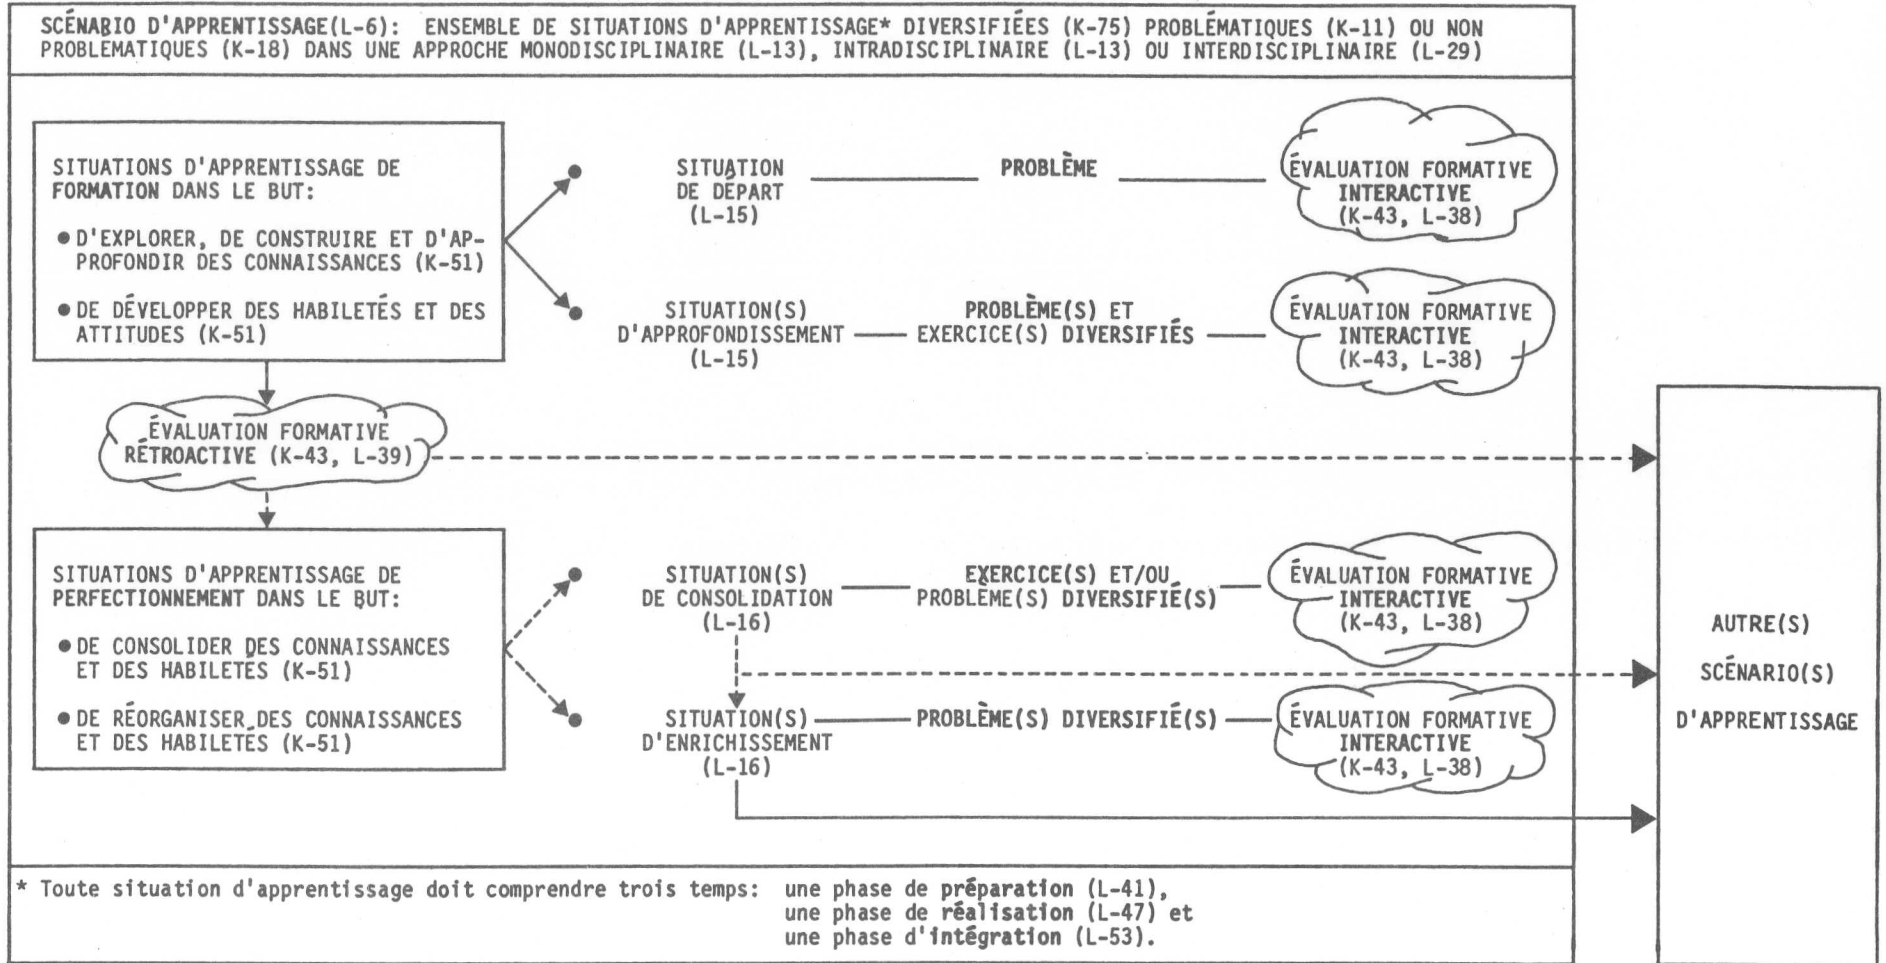 SCÉNARIO D'APPRENTISSAGE(L-6): ENSEMBLE DE SITUATIONS D'APPRENTISSAGE* DIVERSIFIÉES (K-75) PROBLÉMATIQUES (K-11) OU NON
PROBLEMATIQUES (K-18) DANS UNE APPROCHE MONODISCIPLINAIRE (L-13), INTRADISCIPLINAIRE (L-13) OU INTERDISCIPLINAIRE (L-29)
SITUATIONS D'APPRENTISSAGE DE
FORMATION DANS LE BUT:
● D'EXPLORER, DE CONSTRUIRE ET D'AP-
PROFONDIR DES CONNAISSANCES (K-51)
● DE DÉVELOPPER DES HABILETÉS ET DES
ATTITUDES (K-51)
SITUATION
DE DÉPART
(L-15)
PROBLÈME
ÉVALUATION FORMATIVE
INTERACTIVE
(K-43, L-38)
SITUATION(S)
D'APPROFONDISSEMENT
(L-15)
PROBLÈME(S) ET
EXERCICE(S) DIVERSIFIÉS
ÉVALUATION FORMATIVE
INTERACTIVE
(K-43, L-38)
ÉVALUATION FORMATIVE
RÉTROACTIVE (K-43, L-39)
SITUATIONS D'APPRENTISSAGE DE
PERFECTIONNEMENT DANS LE BUT:
● DE CONSOLIDER DES CONNAISSANCES
ET DES HABILETÉS (K-51)
● DE RÉORGANISER DES CONNAISSANCES
ET DES HABILETÉS (K-51)
SITUATION(S)
DE CONSOLIDATION
(L-16)
EXERCICE(S) ET/OU
PROBLÈME(S) DIVERSIFIÉ(S)
ÉVALUATION FORMATIVE
INTERACTIVE
(K-43, L-38)
SITUATION(S)
D'ENRICHISSEMENT
(L-16)
PROBLÈME(S) DIVERSIFIÉ(S)
ÉVALUATION FORMATIVE
INTERACTIVE
(K-43, L-38)
AUTRE(S)
SCÉNARIO(S)
D'APPRENTISSAGE
* Toute situation d'apprentissage doit comprendre trois temps: une phase de préparation (L-41),
une phase de réalisation (L-47) et
une phase d'intégration (L-53).